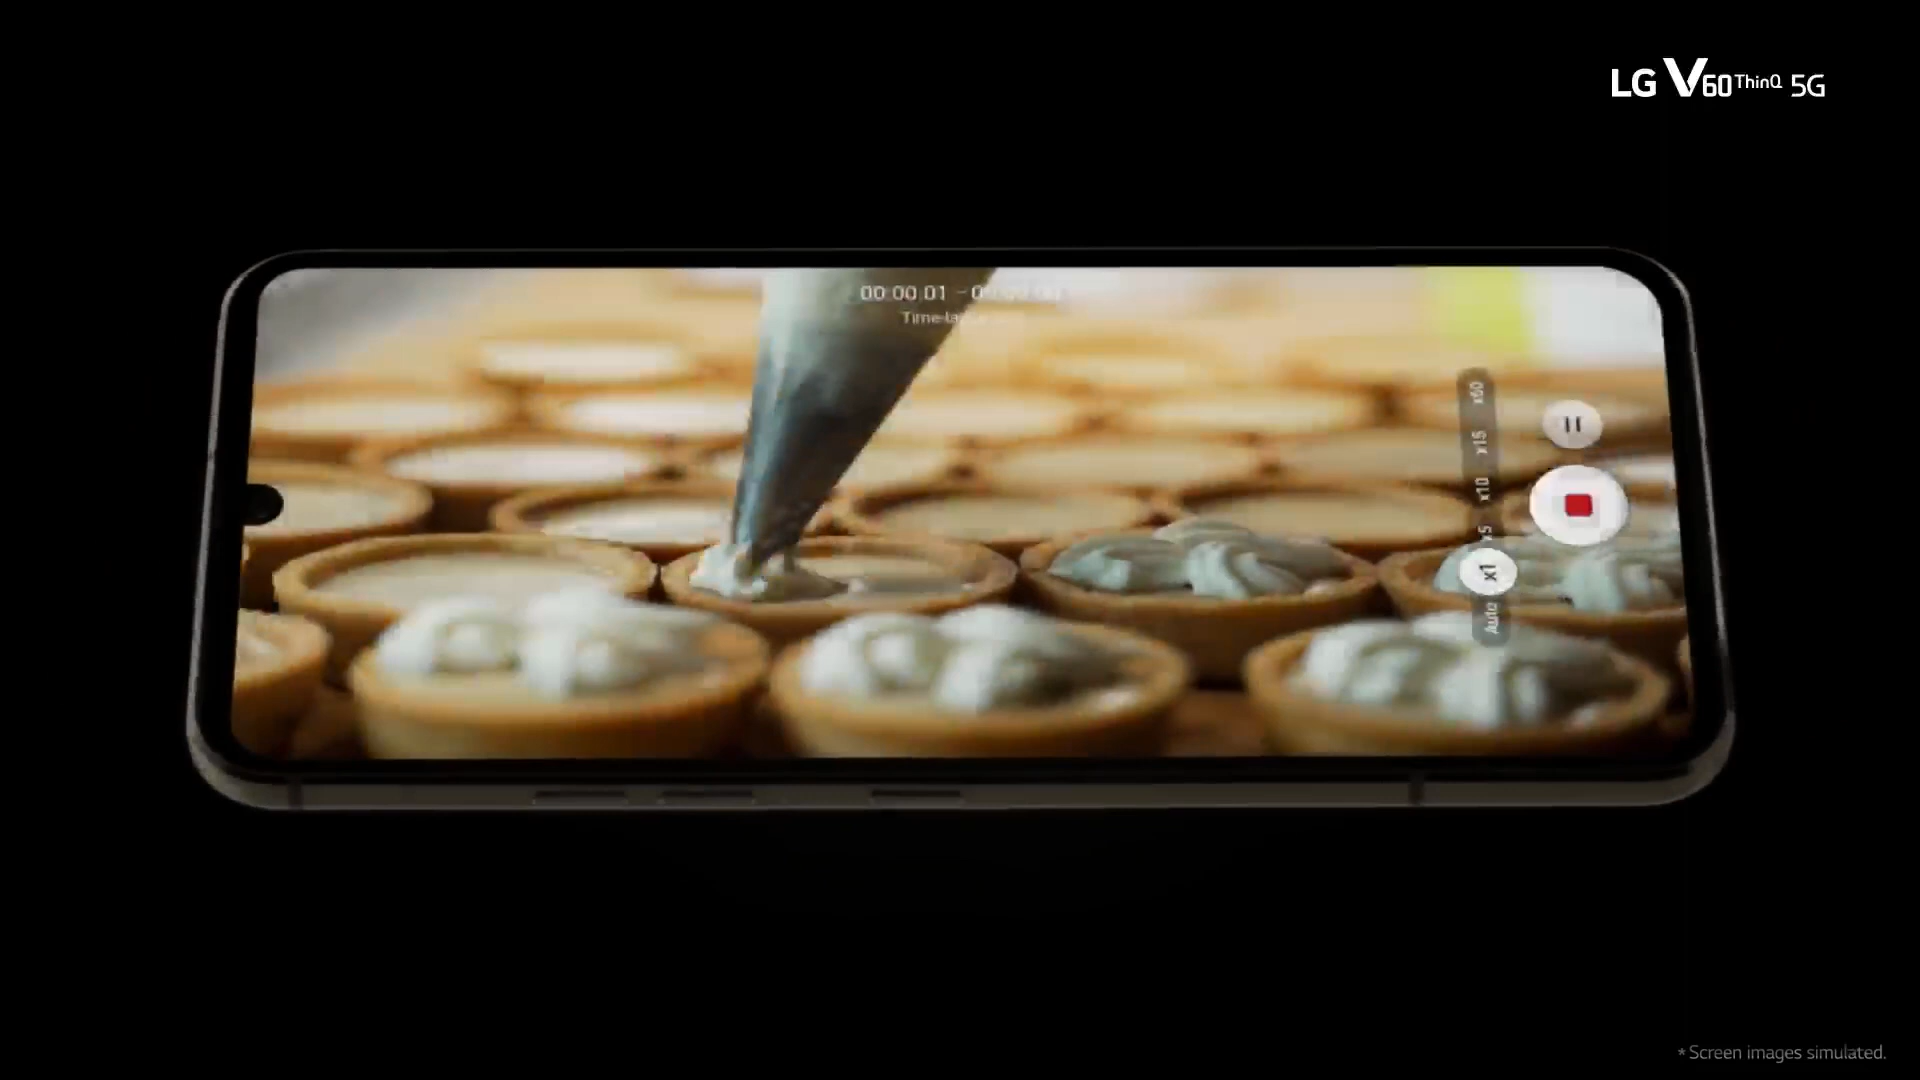 LG V60 ThinQ 5G
00:00:01 -
x60
x15
x10
x5
x1
Auto
* Screen images simulated.